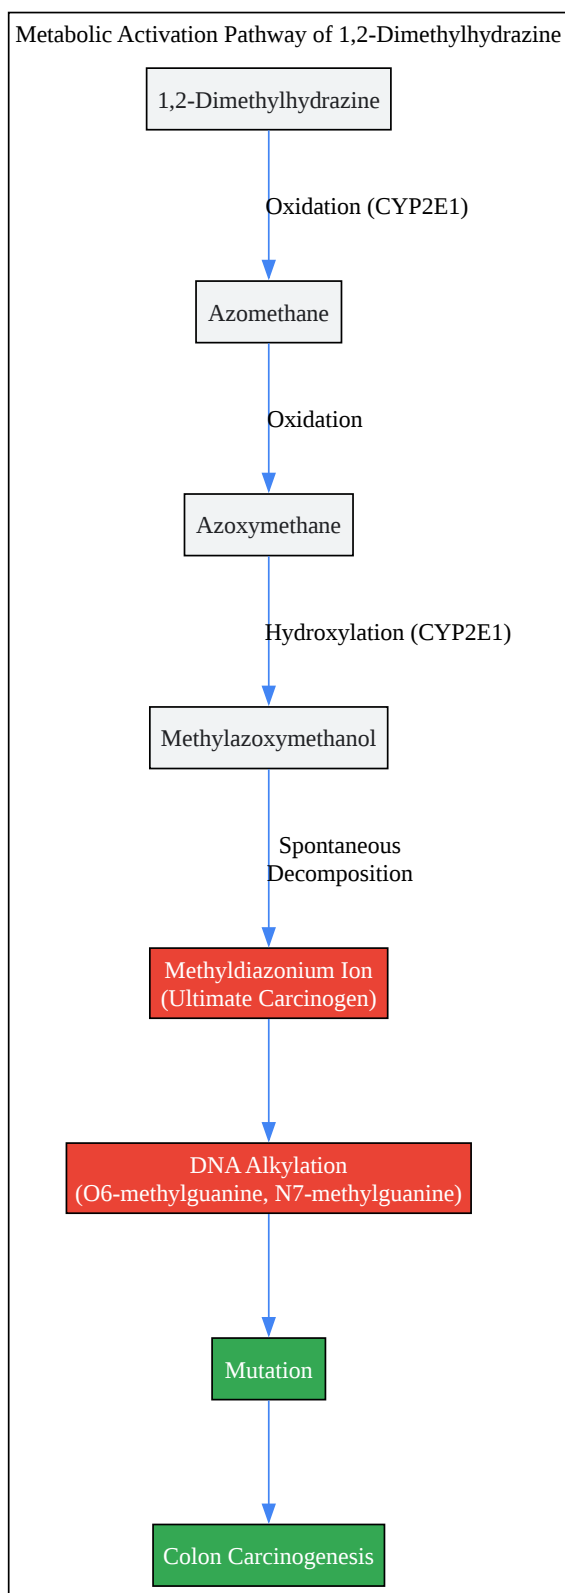 Metabolic Activation Pathway of 1,2-Dimethylhydrazine
1,2-Dimethylhydrazine
Oxidation (CYP2E1)
Azomethane
Oxidation
Azoxymethane
Hydroxylation (CYP2E1)
Methylazoxymethanol
Spontaneous
Decomposition
Methyldiazonium Ion
(Ultimate Carcinogen)
DNA Alkylation
(O6-methylguanine, N7-methylguanine)
Mutation
Colon Carcinogenesis